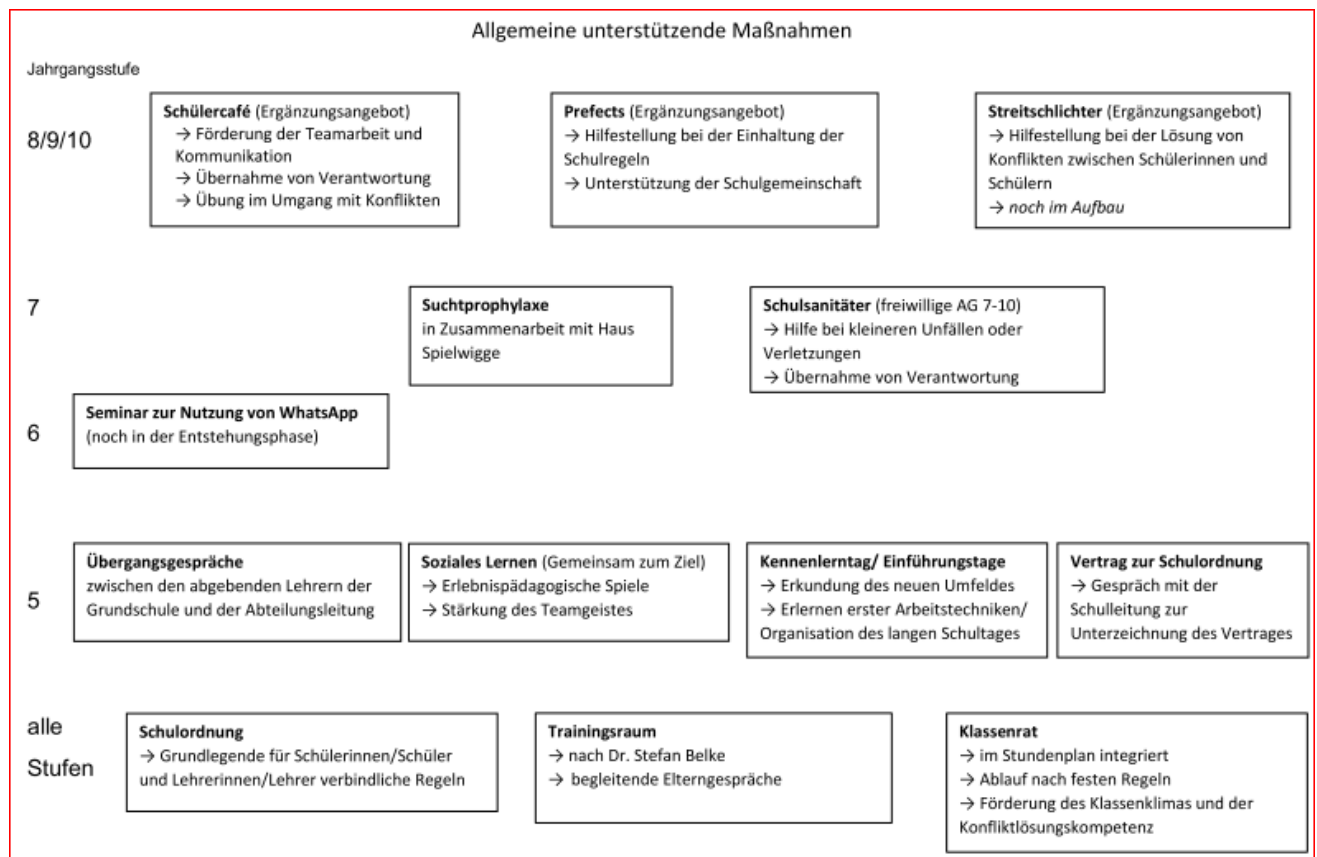 Allgemeine unterstützende Maßnahmen
Jahrgangsstufe
8/9/10
Schülercafé (Ergänzungsangebot)
→ Förderung der Teamarbeit und
Kommunikation
→ Übernahme von Verantwortung
→ Übung im Umgang mit Konflikten
Prefects (Ergänzungsangebot)
→ Hilfestellung bei der Einhaltung der
Schulregeln
→ Unterstützung der Schulgemeinschaft
Streitschlichter (Ergänzungsangebot)
→ Hilfestellung bei der Lösung von
Konflikten zwischen Schülerinnen und
Schülern
→ noch im Aufbau
7
Suchtprophylaxe
in Zusammenarbeit mit Haus
Spielwigge
Schulsanitäter (freiwillige AG 7-10)
→ Hilfe bei kleineren Unfällen oder
Verletzungen
→ Übernahme von Verantwortung
6
Seminar zur Nutzung von WhatsApp
(noch in der Entstehungsphase)
5
Übergangsgespräche
zwischen den abgebenden Lehrern der
Grundschule und der Abteilungsleitung
Soziales Lernen (Gemeinsam zum Ziel)
→ Erlebnispädagogische Spiele
→ Stärkung des Teamgeistes
Kennenlerntag/ Einführungstage
→ Erkundung des neuen Umfeldes
→ Erlernen erster Arbeitstechniken/
Organisation des langen Schultages
Vertrag zur Schulordnung
→ Gespräch mit der
Schulleitung zur
Unterzeichnung des Vertrages
alle
Stufen
Schulordnung
→ Grundlegende für Schülerinnen/Schüler
und Lehrerinnen/Lehrer verbindliche Regeln
Trainingsraum
→ nach Dr. Stefan Belke
→ begleitende Elterngespräche
Klassenrat
→ im Stundenplan integriert
→ Ablauf nach festen Regeln
→ Förderung des Klassenklimas und der
Konfliktlösungskompetenz